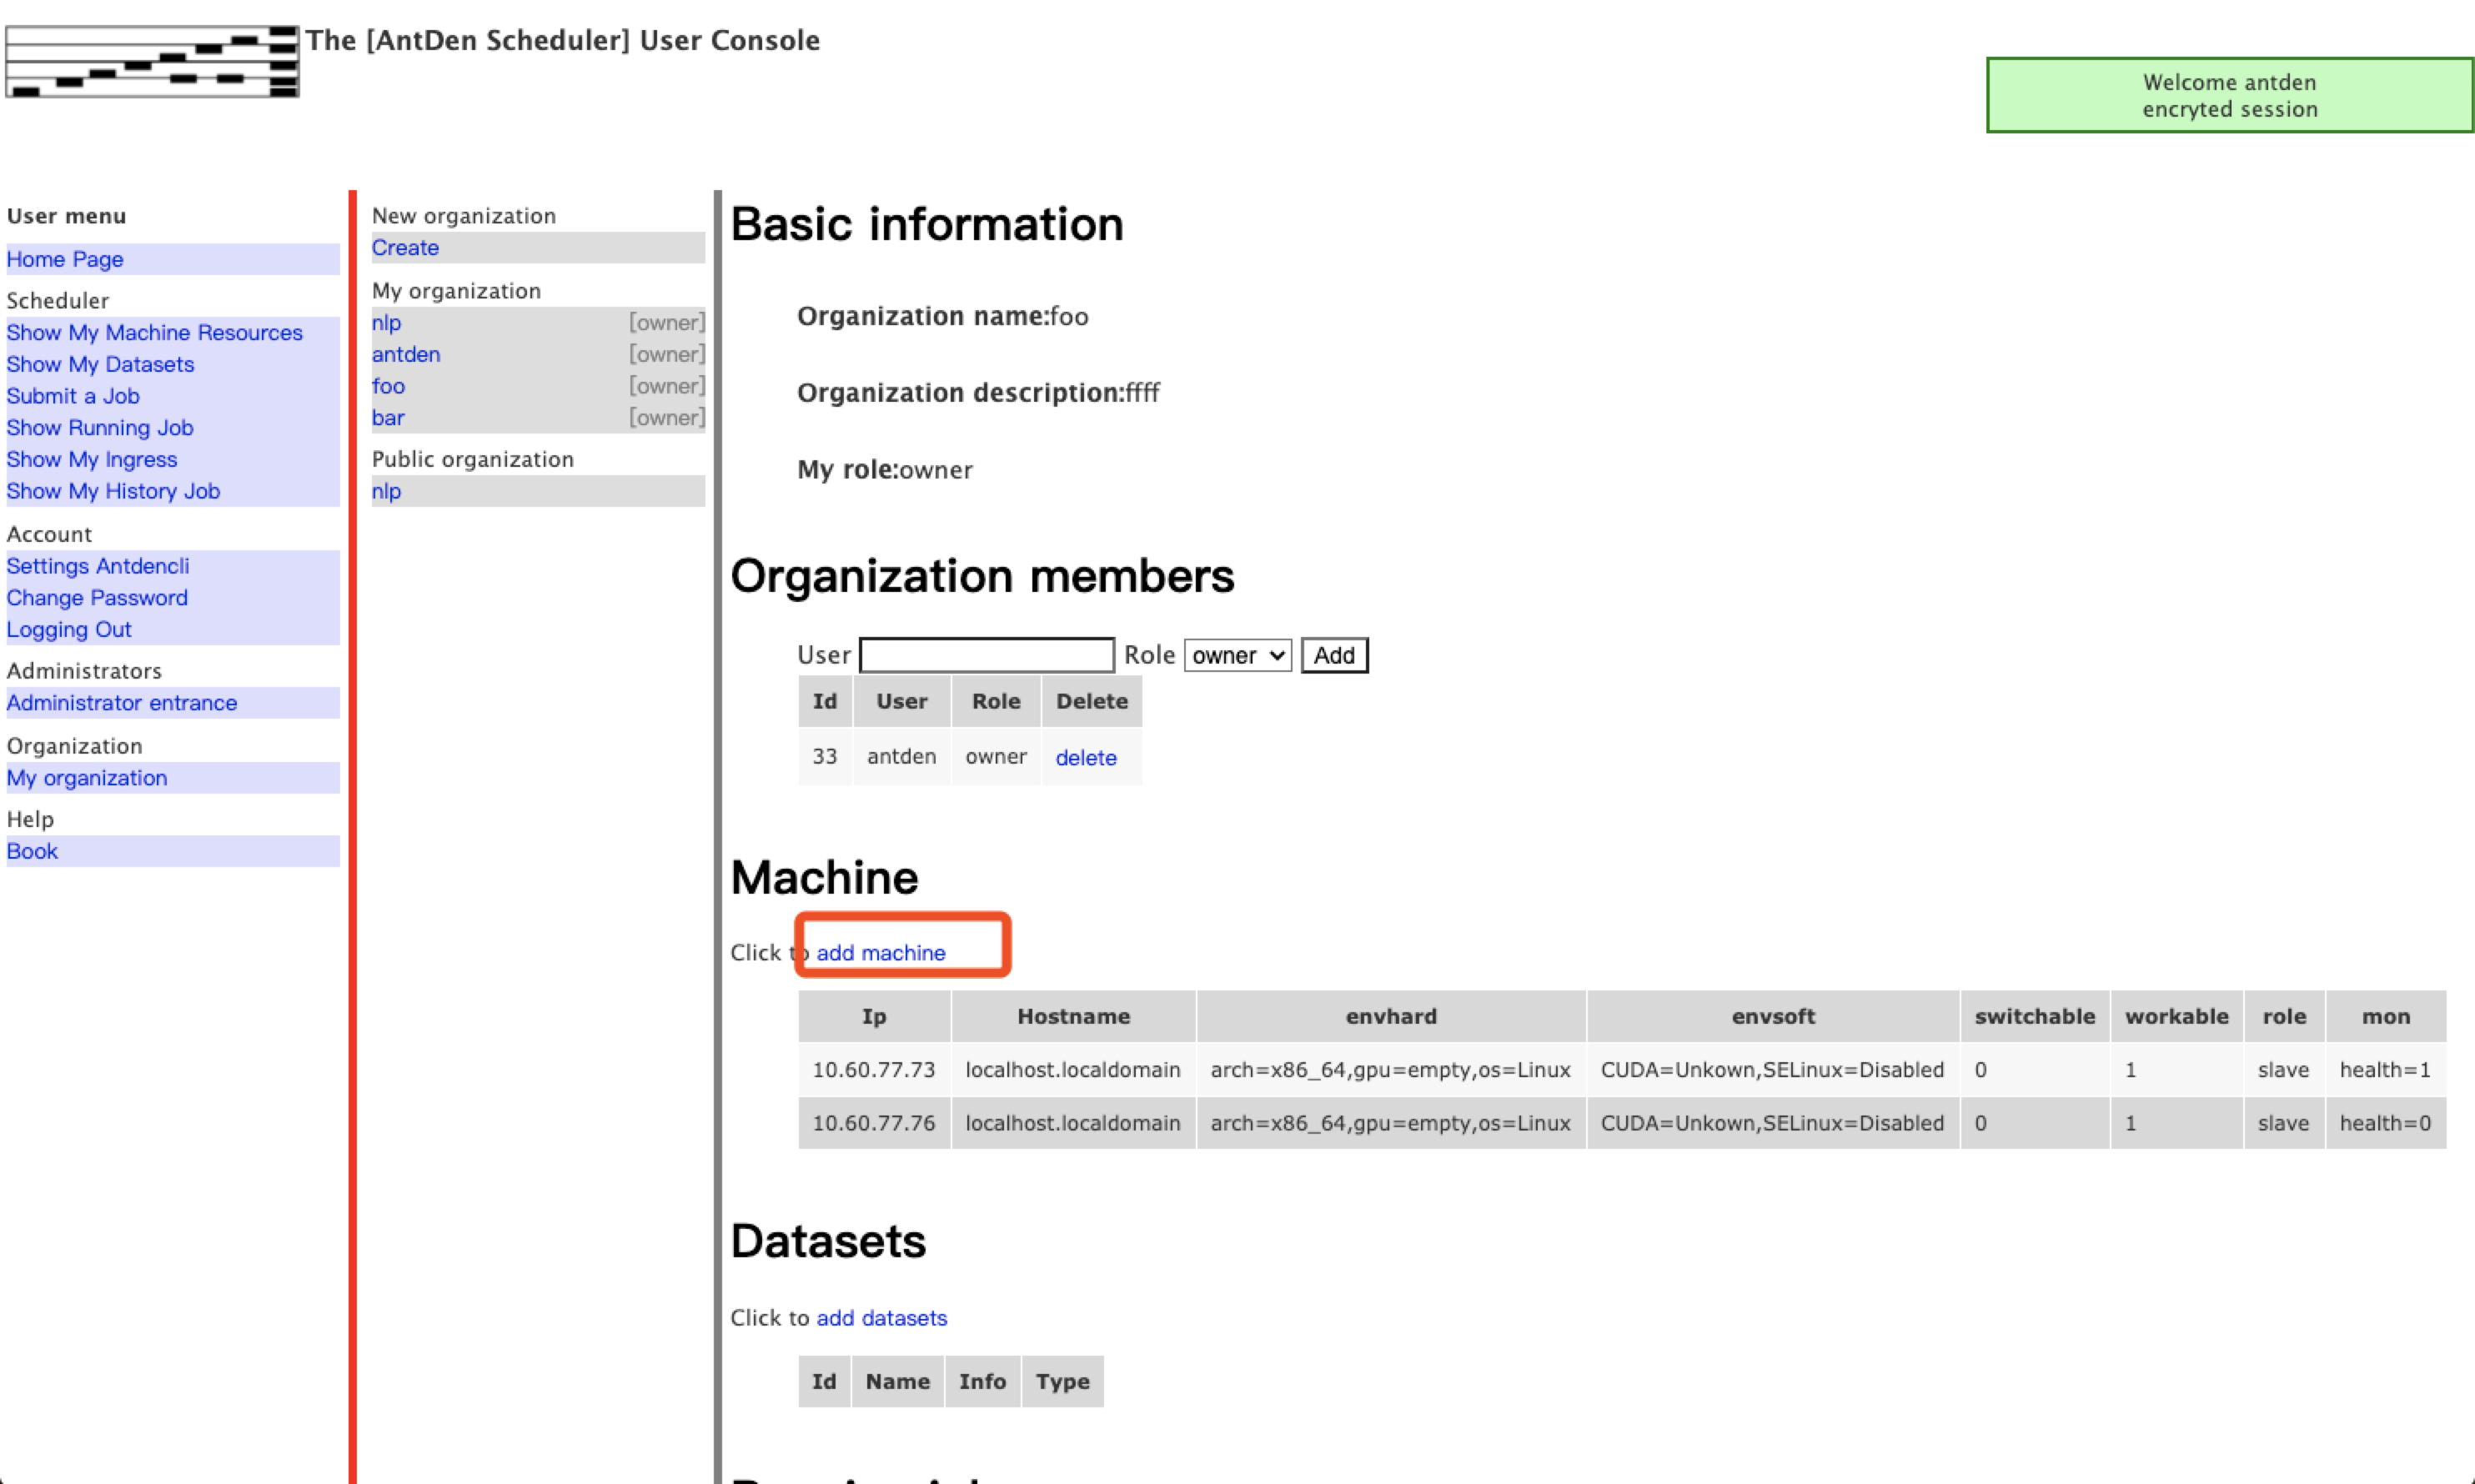 The [AntDen Scheduler] User Console
Welcome antden
encryted session
User menu
Home Page
Scheduler
Show My Machine Resources
Show My Datasets
Submit a Job
Show Running Job
Show My Ingress
Show My History Job
Account
Settings Antdencli
Change Password
Logging Out
Administrators
Administrator entrance
Organization
My organization
Help
Book
New organization
Create
My organization
nlp [owner]
antden [owner]
foo [owner]
bar [owner]
Public organization
nlp
Basic information
Organization name:foo
Organization description:ffff
My role:owner
Organization members
User Role owner Add
Id User Role Delete
33 antden owner delete
Machine
Click to add machine
Ip Hostname envhard envsoft switchable workable role mon
10.60.77.73 localhost.localdomain arch=x86_64,gpu=empty,os=Linux CUDA=Unkown,SELinux=Disabled 0 1 slave health=1
10.60.77.76 localhost.localdomain arch=x86_64,gpu=empty,os=Linux CUDA=Unkown,SELinux=Disabled 0 1 slave health=0
Datasets
Click to add datasets
Id Name Info Type